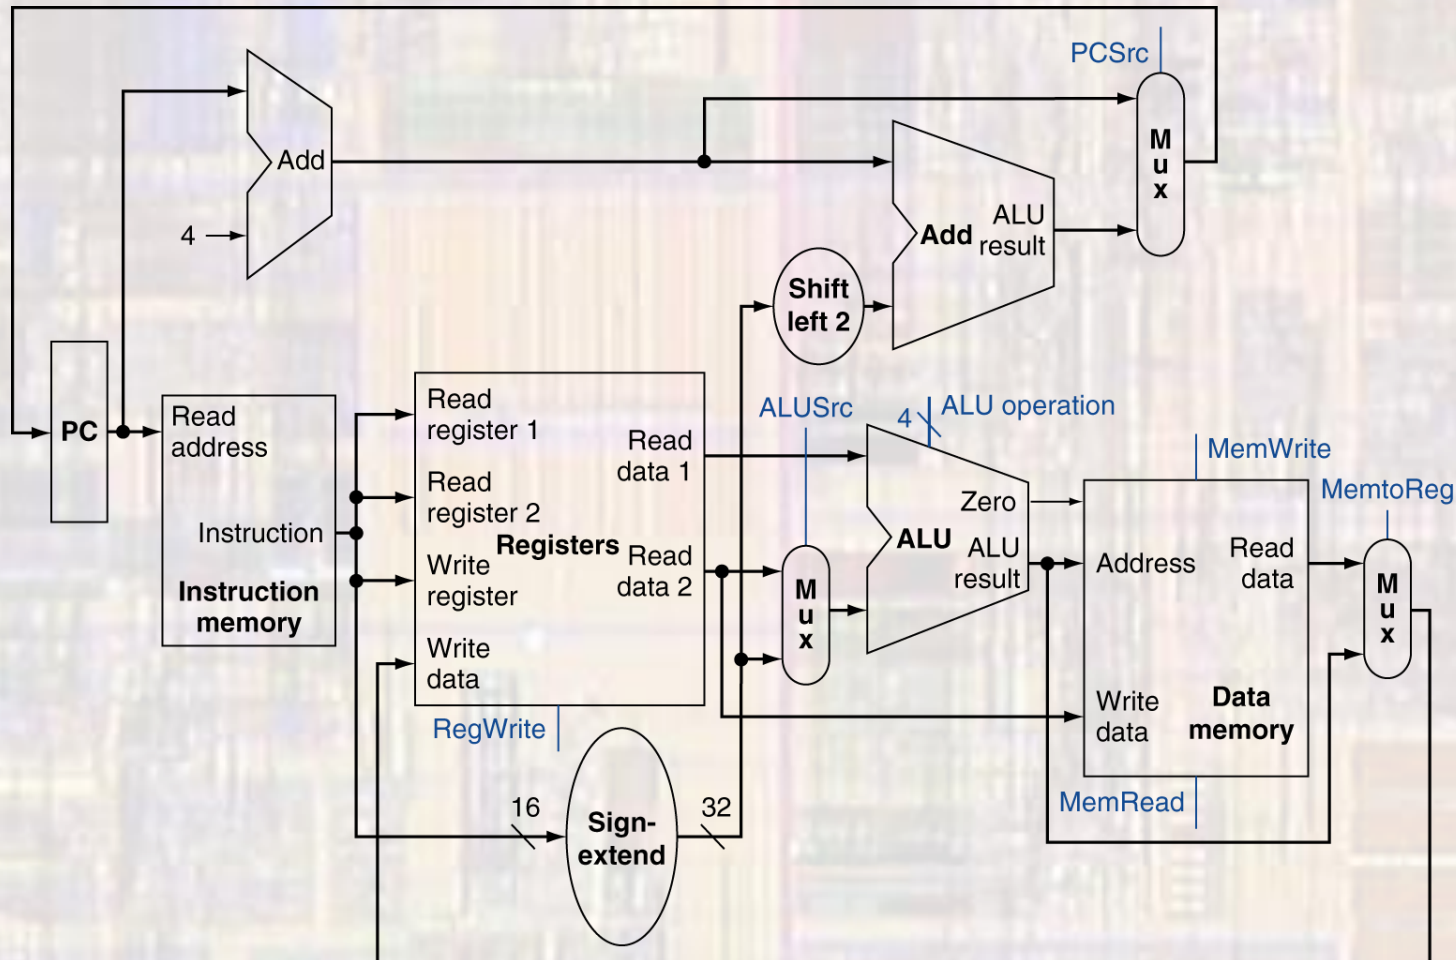 PCSrc
M
u
x
Add
4
ALU
result
Add
Shift
left 2
PC
Read
address
Instruction
Instruction
memory
Read
register 1
Read
register 2
Write
register
Write
data
Registers
Read
data 1
Read
data 2
RegWrite
16
Sign-
extend
32
ALUSrc
M
u
x
4
ALU operation
Zero
ALU
ALU
result
MemWrite
Address
Read
data
Write
data
Data
memory
MemRead
MemtoReg
M
u
x